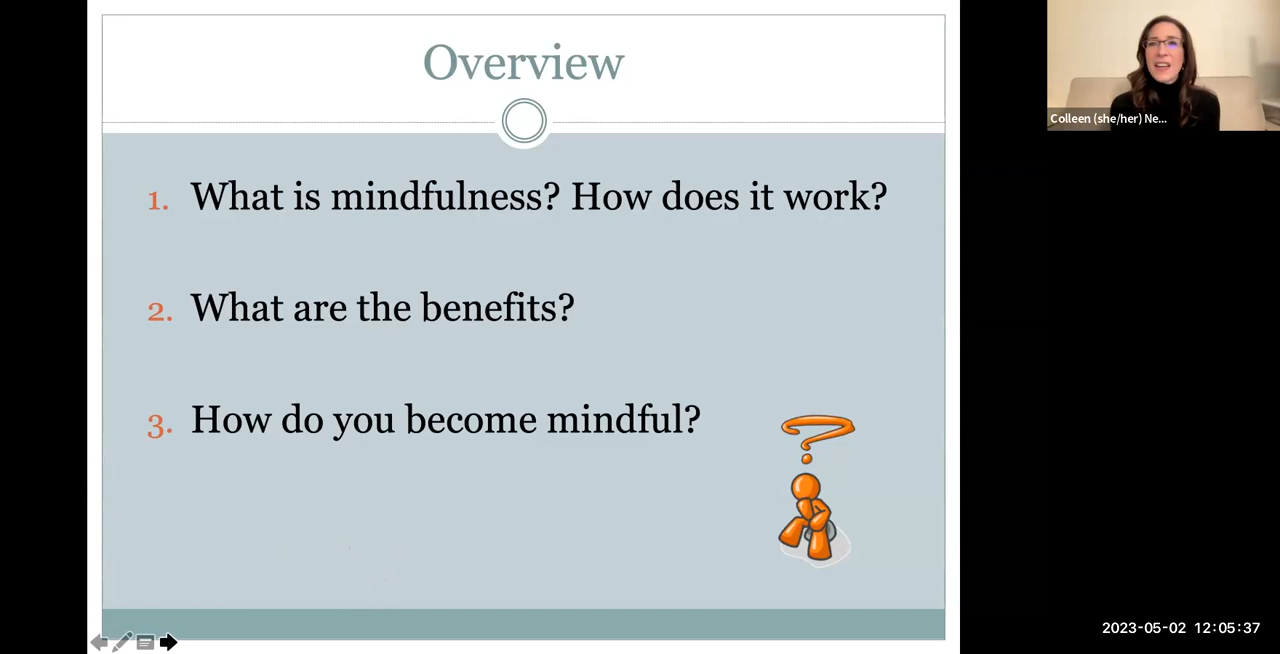 Overview
1. What is mindfulness? How does it work?
2. What are the benefits?
3. How do you become mindful?
?
Colleen (she/her) Ne...
2023-05-02 12:05:37